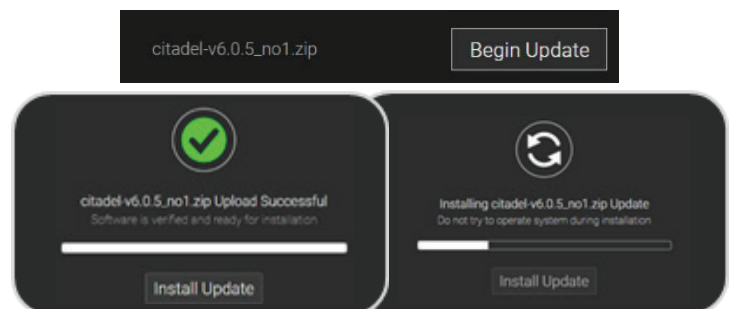 citadel-v6.0.5_no1.zip
Begin Update
citadel-v6.0.5_no1.zip Upload Successful
Software is verified and ready for installation
Install Update
Installing citadel-v6.0.5_no1.zip Update
Do not try to operate system during installation
Install Update